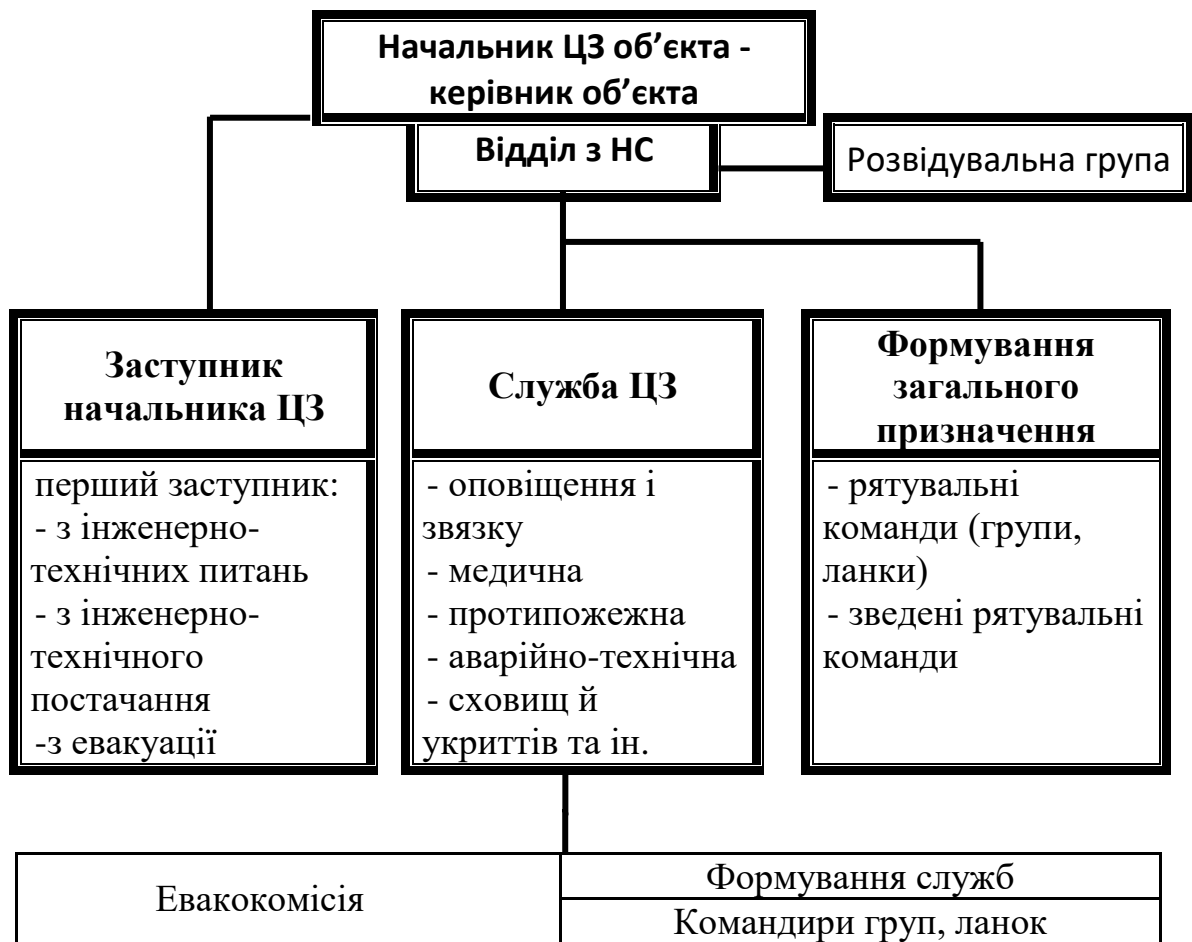 Начальник ЦЗ об’єкта -
керівник об’єкта
Відділ з НС
Розвідувальна група
Заступник
начальника ЦЗ
перший заступник:
- з інженерно-
технічних питань
- з інженерно-
технічного
постачання
-з евакуації
Служба ЦЗ
- оповіщення і
звязку
- медична
- протипожежна
- аварійно-технічна
- сховищ й
укриттів та ін.
Формування
загального
призначення
- рятувальні
команди (групи,
ланки)
- зведені рятувальні
команди
Евакокомісія
Формування служб
Командири груп, ланок